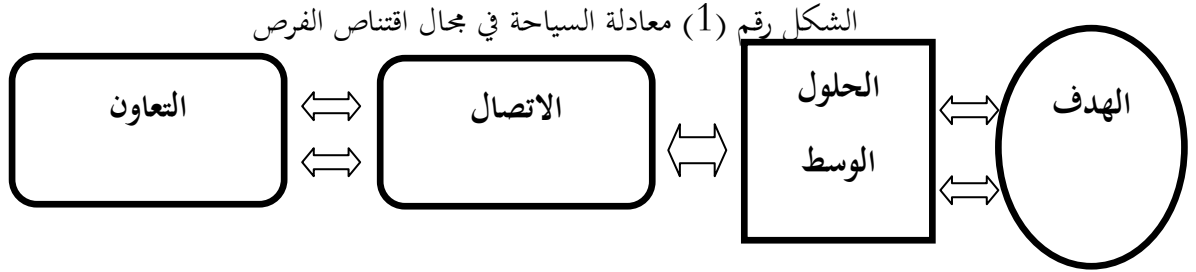 الشكل رقم (1) معادلة السياحة في مجال اقتناص الفرص
الهدف
الحلول
الوسط
الاتصال
التعاون